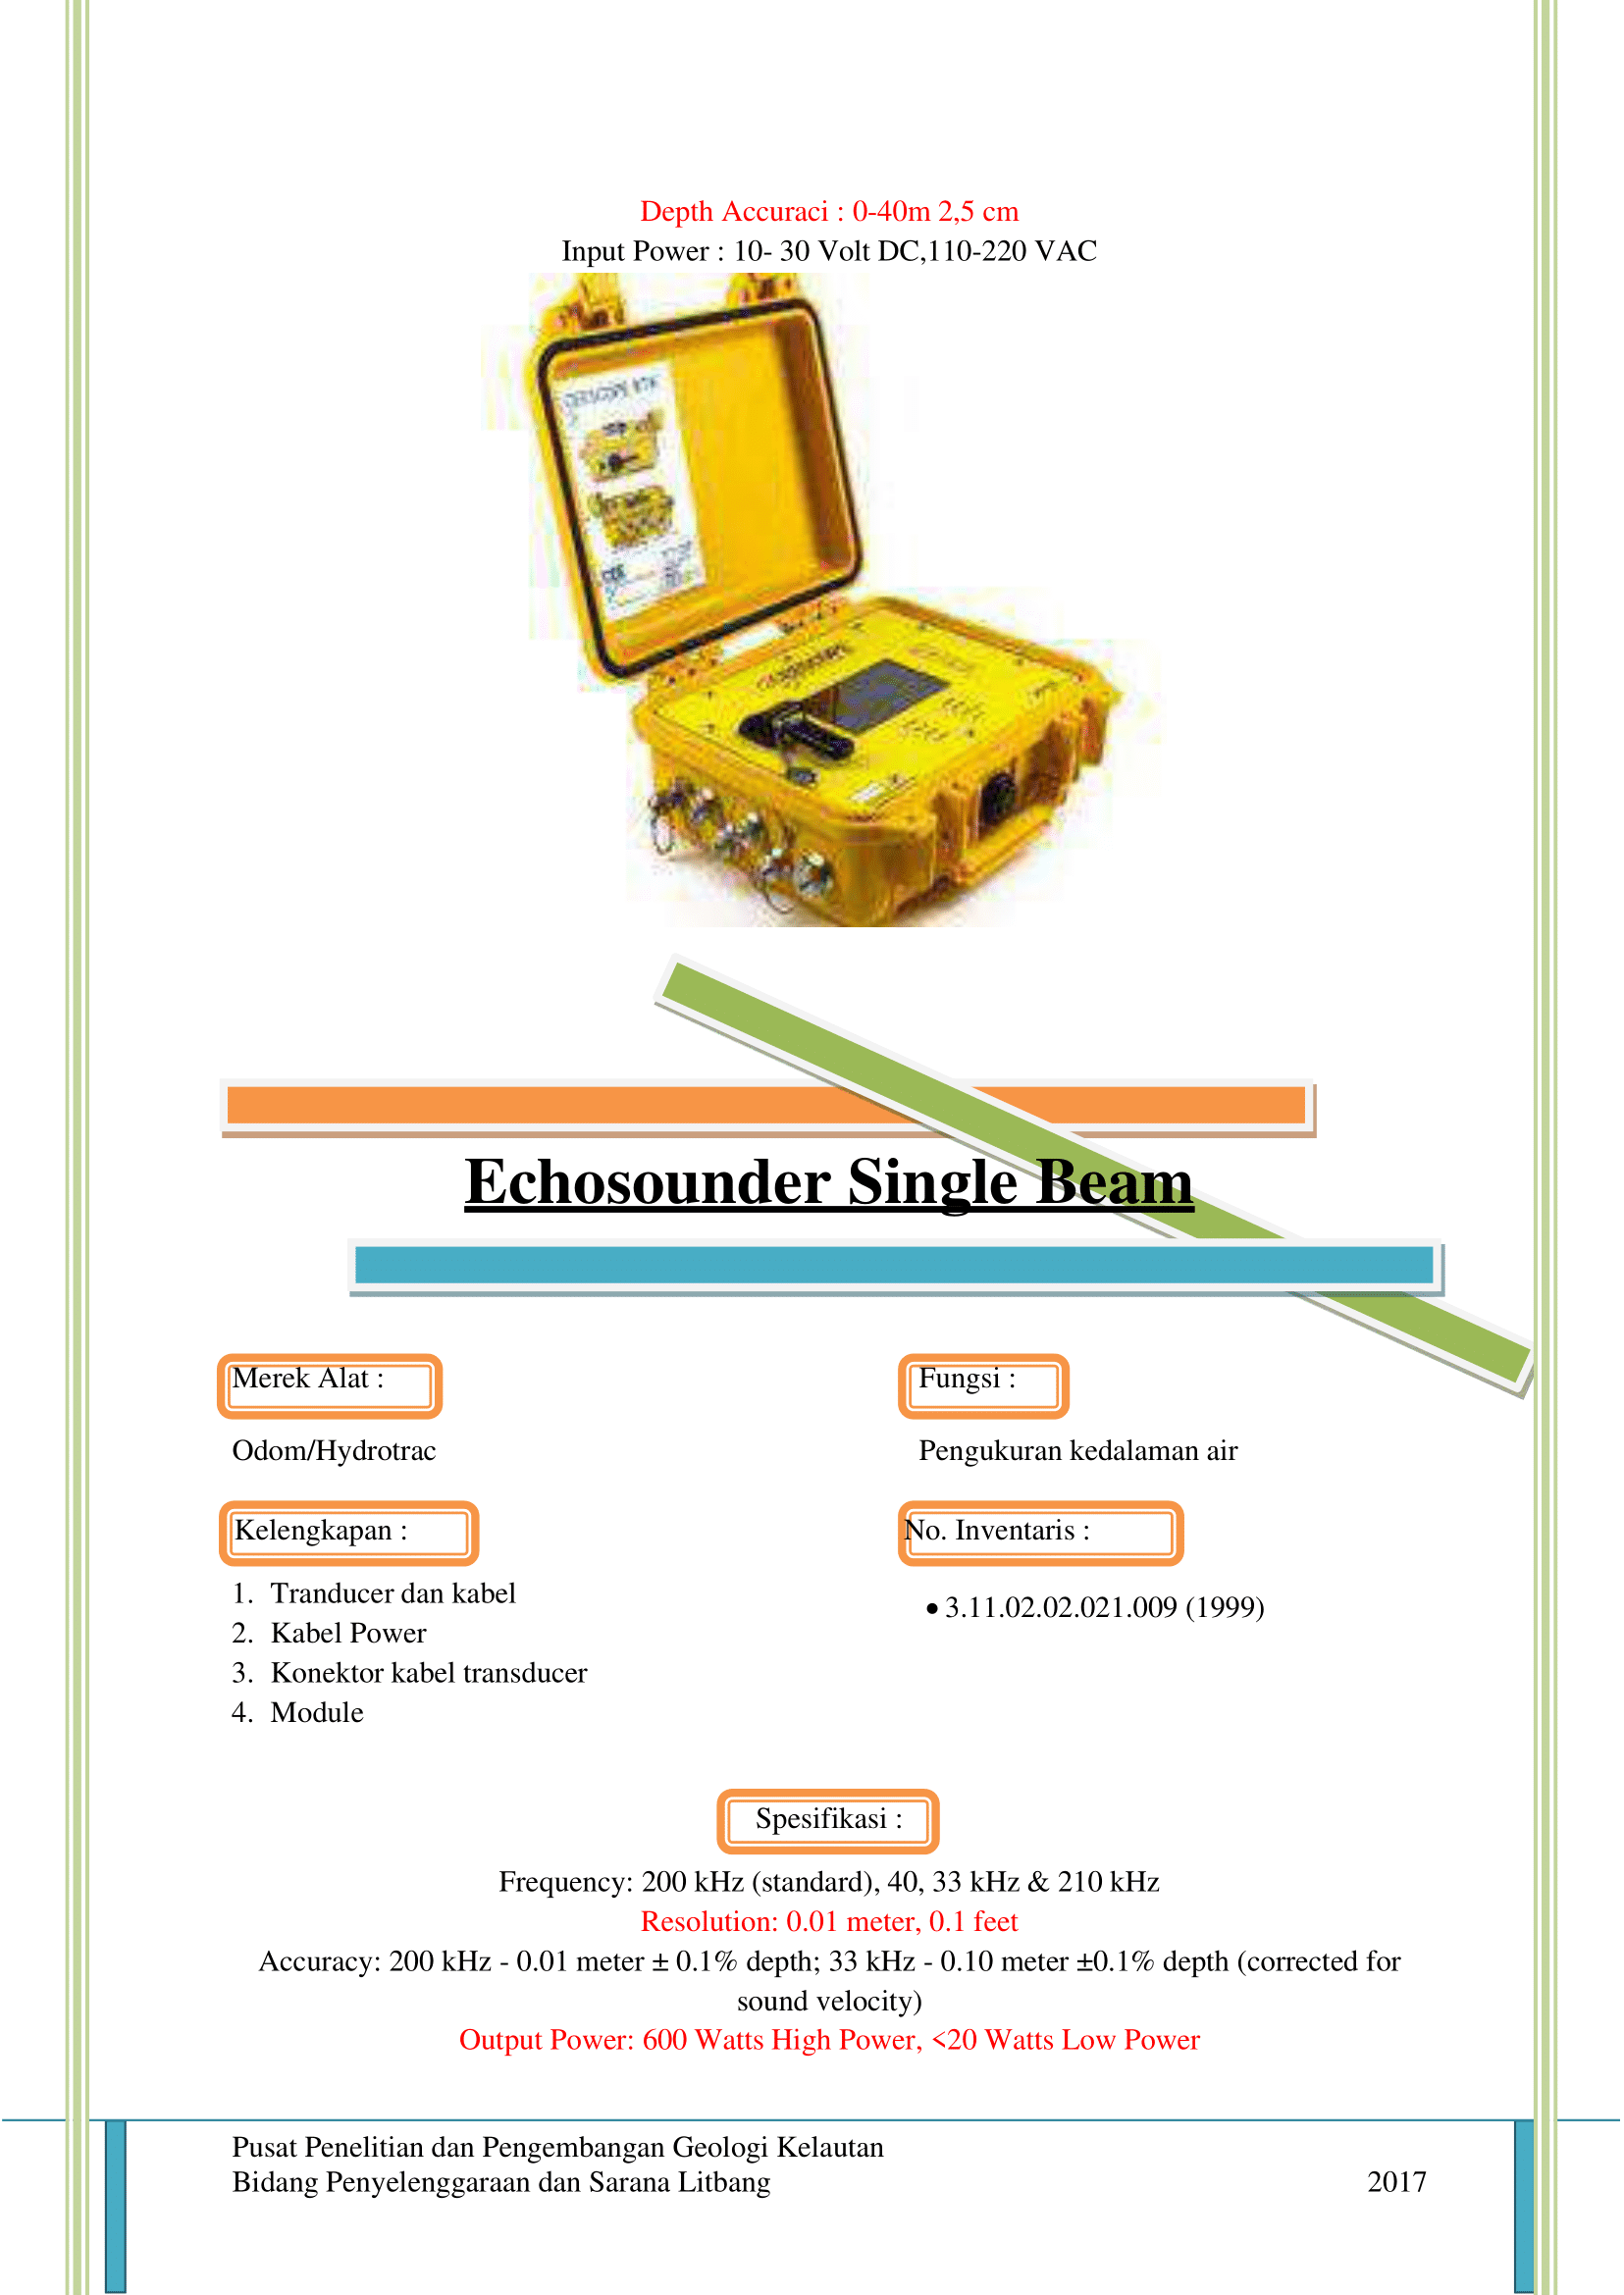 Depth Accuraci : 0-40m 2,5 cm
Input Power : 10- 30 Volt DC,110-220 VAC
Echosounder Single Beam
Merek Alat :
Odom/Hydrotrac
Fungsi :
Pengukuran kedalaman air
Kelengkapan :
1. Tranducer dan kabel
2. Kabel Power
3. Konektor kabel transducer
4. Module
No. Inventaris :
• 3.11.02.02.021.009 (1999)
Spesifikasi :
Frequency: 200 kHz (standard), 40, 33 kHz & 210 kHz
Resolution: 0.01 meter, 0.1 feet
Accuracy: 200 kHz - 0.01 meter ± 0.1% depth; 33 kHz - 0.10 meter ±0.1% depth (corrected for
sound velocity)
Output Power: 600 Watts High Power, <20 Watts Low Power
Pusat Penelitian dan Pengembangan Geologi Kelautan
Bidang Penyelenggaraan dan Sarana Litbang 2017